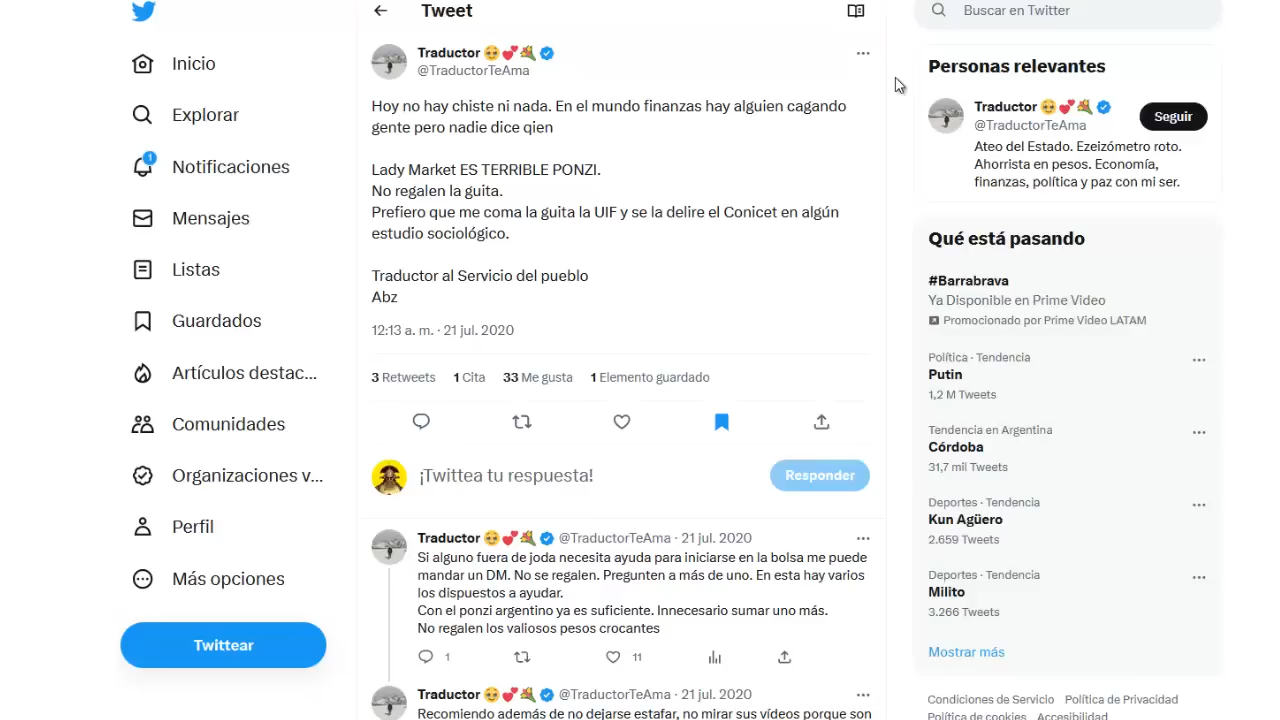 Inicio
Explorar
1
Notificaciones
Mensajes
Listas
Guardados
Artículos destac...
Comunidades
Organizaciones v...
Perfil
Más opciones
Twittear
Tweet
Traductor
@TraductorTeAma
Hoy no hay chiste ni nada. En el mundo finanzas hay alguien cagando
gente pero nadie dice qien
Lady Market ES TERRIBLE PONZI.
No regalen la guita.
Prefiero que me coma la guita la UIF y se la delire el Conicet en algún
estudio sociológico.
Traductor al Servicio del pueblo
Abz
12:13 a. m. · 21 jul. 2020
3 Retweets 1 Cita 33 Me gusta 1 Elemento guardado
¡Twittea tu respuesta!
Responder
Traductor @TraductorTeAma · 21 jul. 2020
Si alguno fuera de joda necesita ayuda para iniciarse en la bolsa me puede
mandar un DM. No se regalen. Pregunten a más de uno. En esta hay varios
los dispuestos a ayudar.
Con el ponzi argentino ya es suficiente. Innecesario sumar uno más.
No regalen los valiosos pesos crocantes
1 11
Traductor @TraductorTeAma · 21 jul. 2020
Recomiendo además de no dejarse estafar, no mirar sus vídeos porque son
Buscar en Twitter
Personas relevantes
Traductor
@TraductorTeAma
Seguir
Ateo del Estado. Ezeizómetro roto.
Ahorrista en pesos. Economía,
finanzas, política y paz con mi ser.
Qué está pasando
#Barrabrava
Ya Disponible en Prime Video
Promocionado por Prime Video LATAM
Política · Tendencia
Putin
1,2 M Tweets
Tendencia en Argentina
Córdoba
31,7 mil Tweets
Deportes · Tendencia
Kun Agüero
2.659 Tweets
Deportes · Tendencia
Milito
3.266 Tweets
Mostrar más
Condiciones de Servicio Política de Privacidad
Política de cookies Accesibilidad